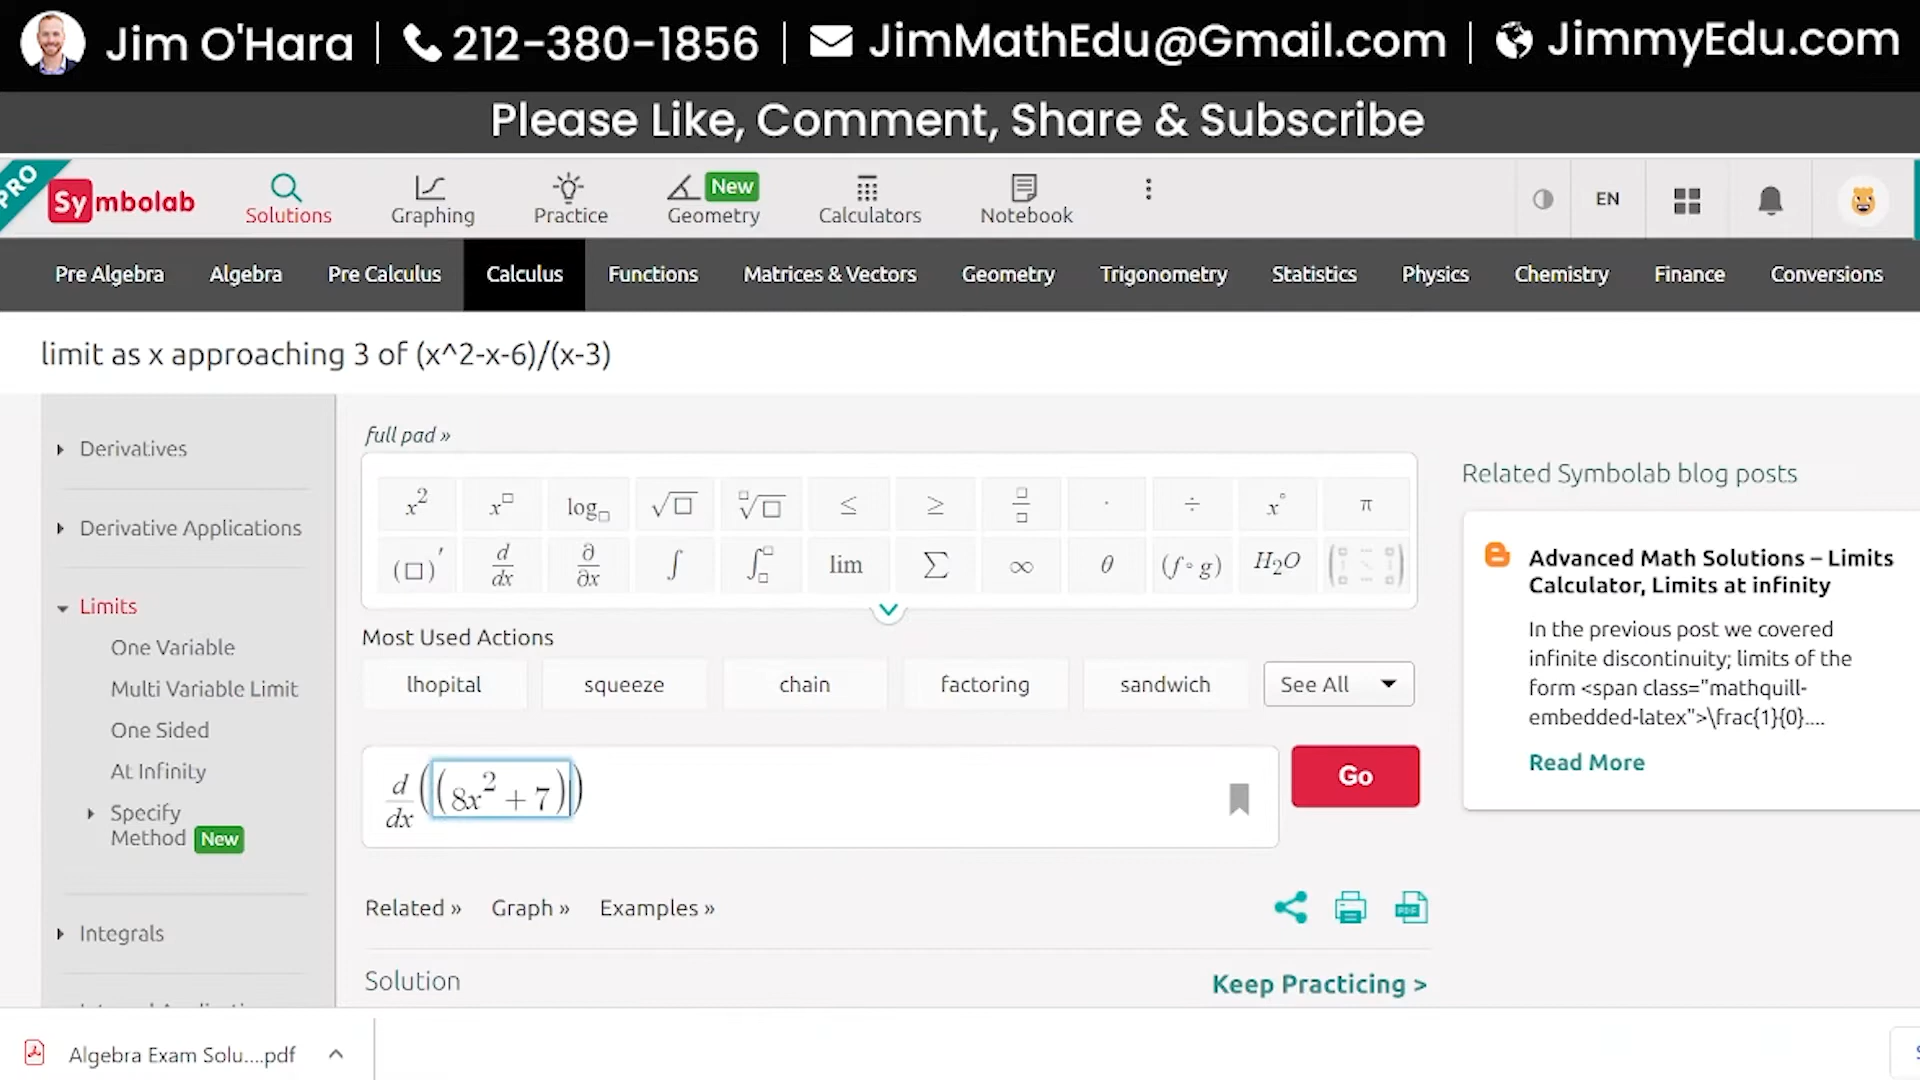 Jim O'Hara | 212-380-1856 | JimMathEdu@Gmail.com | JimmyEdu.com
Please Like, Comment, Share & Subscribe
PRO
Symbolab
Solutions
Graphing
Practice
New
Geometry
Calculators
Notebook
EN
Pre Algebra
Algebra
Pre Calculus
Calculus
Functions
Matrices & Vectors
Geometry
Trigonometry
Statistics
Physics
Chemistry
Finance
Conversions
limit as x approaching 3 of (x^2-x-6)/(x-3)
Derivatives
Derivative Applications
Limits
One Variable
Multi Variable Limit
One Sided
At Infinity
Specify
Method New
Integrals
full pad »
x² x^□ log□ √□ □√□ ≤ ≥ □/□ · ÷ x° π
(□)′ d/dx ∂/∂x ∫ ∫□□ lim ∑ ∞ θ (f∘g) H₂O
Most Used Actions
lhopital
squeeze
chain
factoring
sandwich
See All
d/dx((8x²+7))
Go
Related »
Graph »
Examples »
PDF
Solution
Keep Practicing >
Related Symbolab blog posts
Advanced Math Solutions – Limits
Calculator, Limits at infinity
In the previous post we covered
infinite discontinuity; limits of the
form <span class="mathquill-
embedded-latex">\frac{1}{0}....
Read More
Algebra Exam Solu....pdf